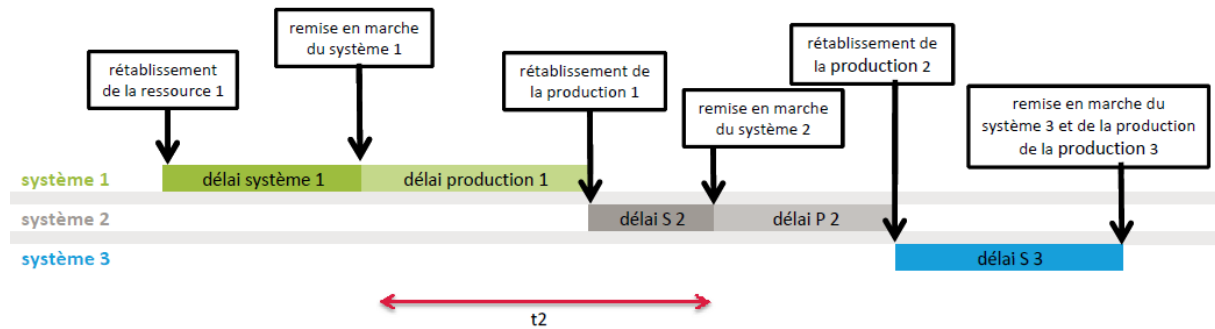 remise en marche
du système 1
rétablissement
de la ressource 1
rétablissement de
la production 1
remise en marche
du système 2
rétablissement de
la production 2
remise en marche du
système 3 et de la production
de la production 3
système 1
délai système 1
délai production 1
système 2
délai S 2
délai P 2
système 3
délai S 3
t2